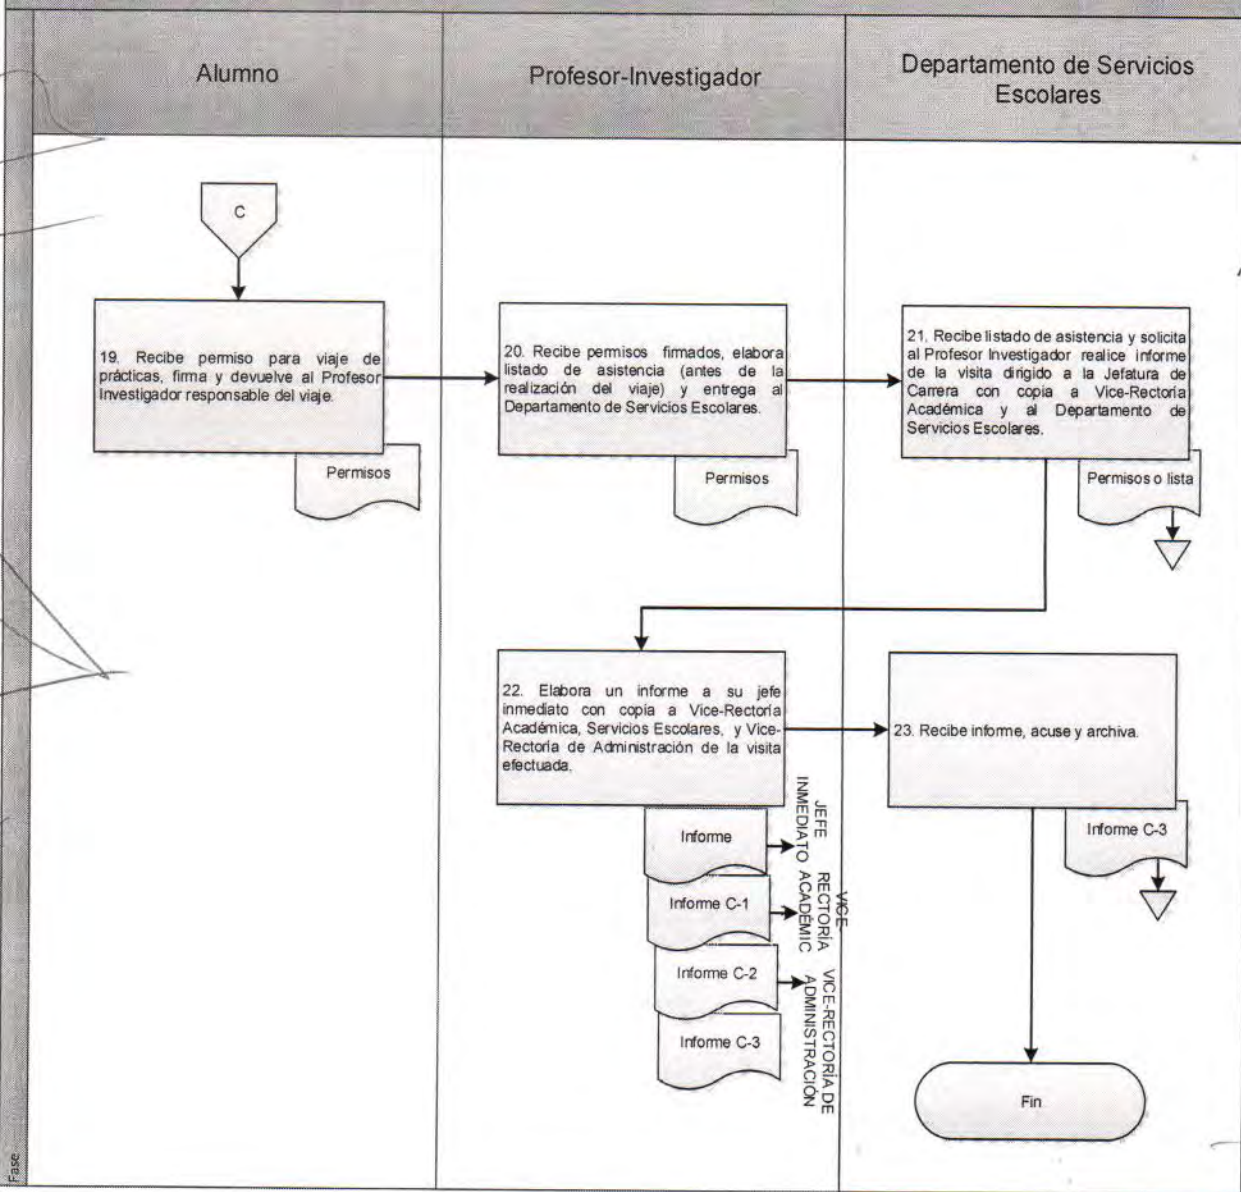 Alumno
Profesor-Investigador
Departamento de Servicios
Escolares
C
19. Recibe permiso para viaje de
prácticas, firma y devuelve al Profesor
Investigador responsable del viaje.
Permisos
20. Recibe permisos firmados, elabora
listado de asistencia (antes de la
realización del viaje) y entrega al
Departamento de Servicios Escolares.
Permisos
21. Recibe listado de asistencia y solicita
al Profesor Investigador realice informe
de la visita dirigido a la Jefatura de
Carrera con copia a Vice-Rectoría
Académica y al Departamento de
Servicios Escolares.
Permisos o lista
22. Elabora un informe a su jefe
inmediato con copia a Vice-Rectoría
Académica, Servicios Escolares, y Vice-
Rectoría de Administración de la visita
efectuada.
Informe
JEFE
INMEDIATO
Informe C-1
VICE-
RECTORÍA
ACADÉMIC
Informe C-2
VICE-RECTORÍA DE
ADMINISTRACIÓN
Informe C-3
23. Recibe informe, acuse y archiva.
Informe C-3
Fin
Fase